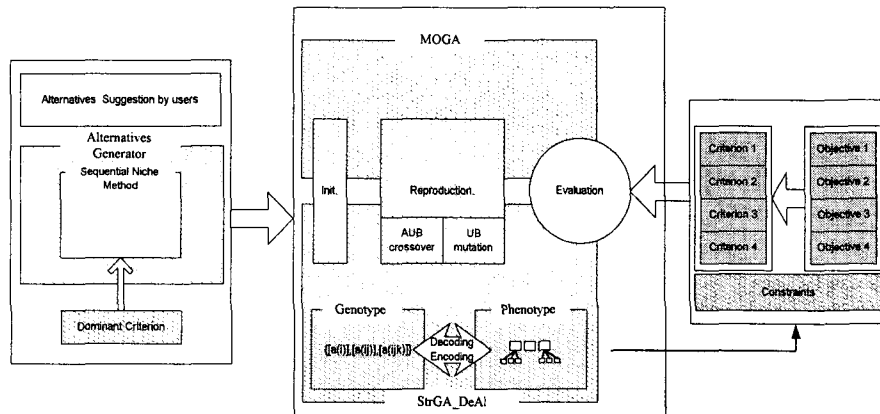 Alternatives Suggestion by users
Alternatives
Generator
Sequential Niche
Method
Dominant Criterion
MOGA
Init.
Reproduction.
AUB
crossover
UB
mutation
Evaluation
Genotype
{[a(i)],[a(ij)],[a(ijk)]}
Decoding
Encoding
Phenotype
StrGA_DeAl
Criterion 1
Criterion 2
Criterion 3
Criterion 4
Objective 1
Objective 2
Objective 3
Objective 4
Constraints